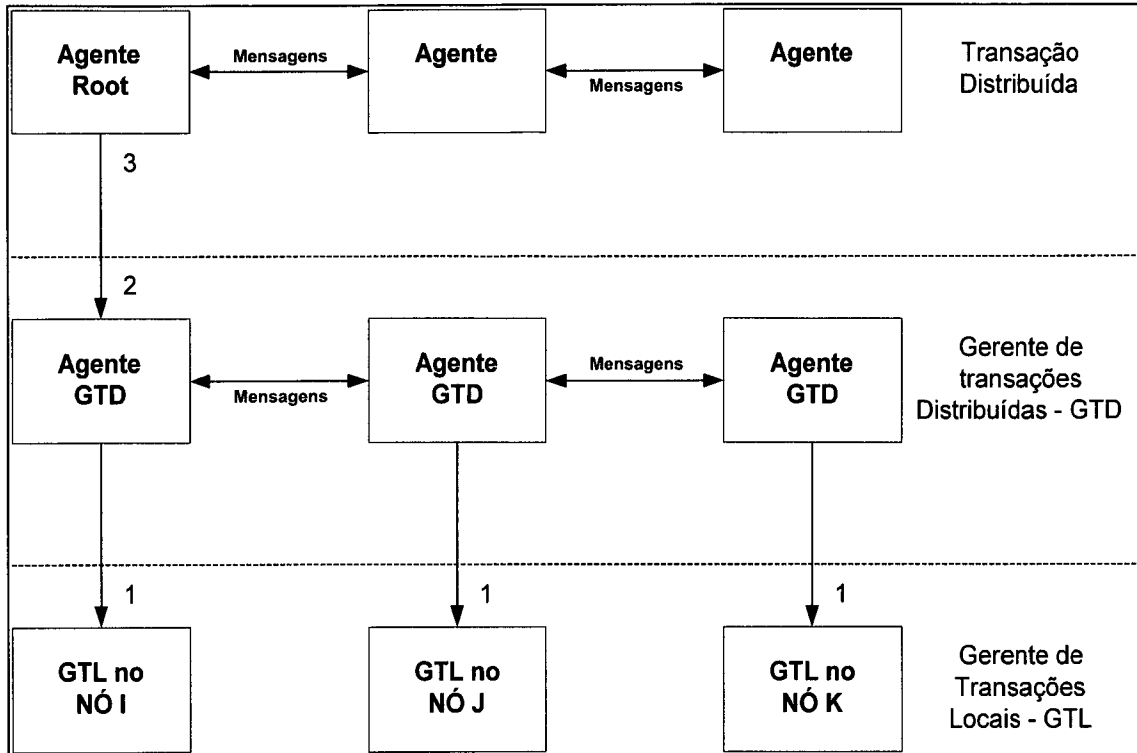 Agente
Root
Mensagens
Agente
Mensagens
Agente
Transação
Distribuída
3
2
Agente
GTD
Mensagens
Agente
GTD
Mensagens
Agente
GTD
Gerente de
transações
Distribuídas - GTD
1
1
1
GTL no
NÓ I
GTL no
NÓ J
GTL no
NÓ K
Gerente de
Transações
Locais - GTL